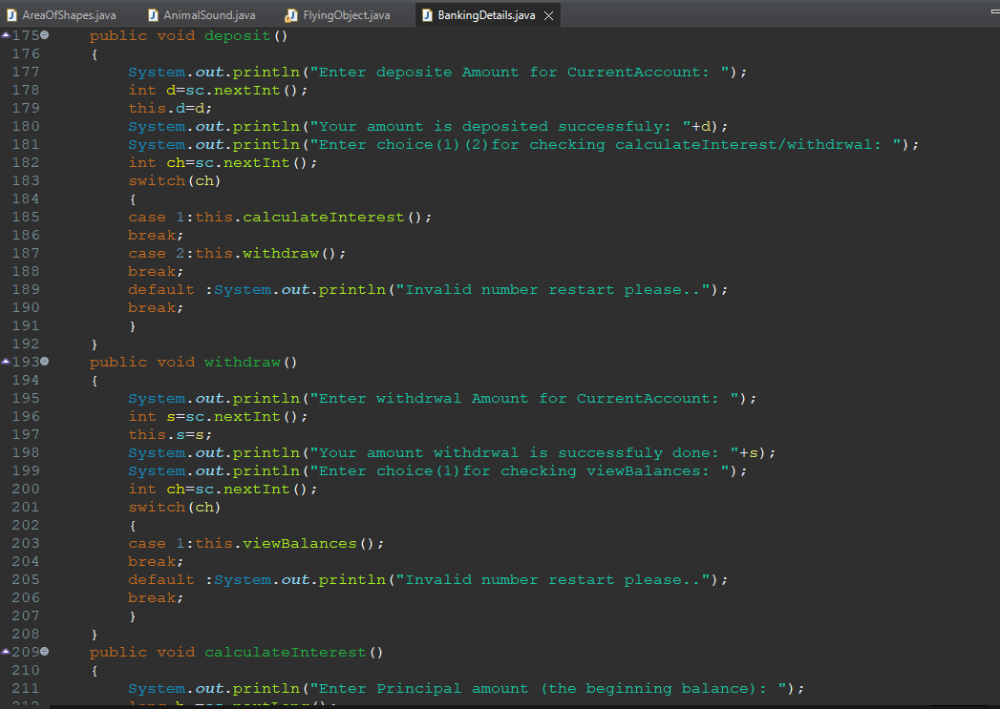 AreaOfShapes.java AnimalSound.java FlyingObject.java BankingDetails.java
175 public void deposit()
176 {
177 System.out.println("Enter deposite Amount for CurrentAccount: ");
178 int d=sc.nextInt();
179 this.d=d;
180 System.out.println("Your amount is deposited successfuly: "+d);
181 System.out.println("Enter choice(1)(2)for checking calculateInterest/withdrwal: ");
182 int ch=sc.nextInt();
183 switch(ch)
184 {
185 case 1:this.calculateInterest();
186 break;
187 case 2:this.withdraw();
188 break;
189 default :System.out.println("Invalid number restart please..");
190 break;
191 }
192 }
193 public void withdraw()
194 {
195 System.out.println("Enter withdrwal Amount for CurrentAccount: ");
196 int s=sc.nextInt();
197 this.s=s;
198 System.out.println("Your amount withdrwal is successfuly done: "+s);
199 System.out.println("Enter choice(1)for checking viewBalances: ");
200 int ch=sc.nextInt();
201 switch(ch)
202 {
203 case 1:this.viewBalances();
204 break;
205 default :System.out.println("Invalid number restart please..");
206 break;
207 }
208 }
209 public void calculateInterest()
210 {
211 System.out.println("Enter Principal amount (the beginning balance): ");